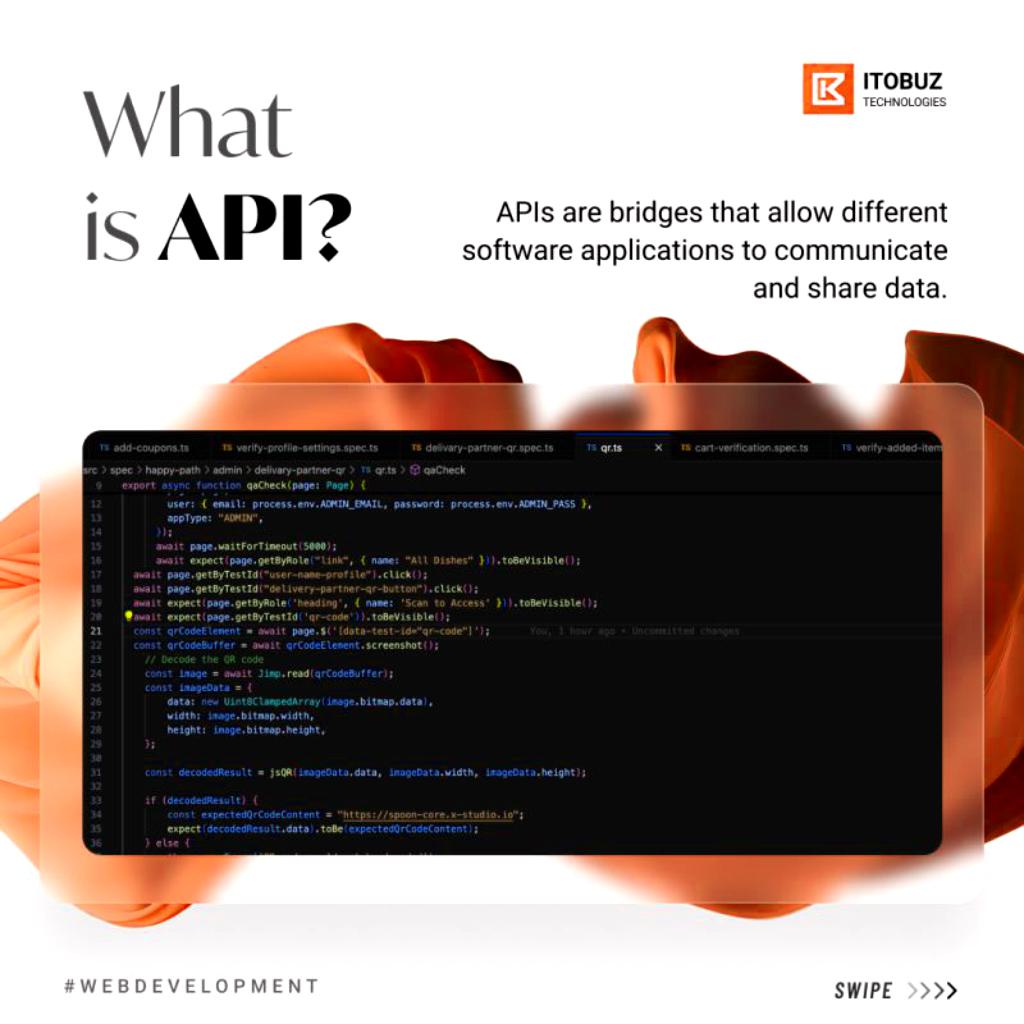 What
is API?
ITOBUZ
TECHNOLOGIES
APIs are bridges that allow different
software applications to communicate
and share data.
TS add-coupons.ts TS verify-profile-settings.spec.ts TS delivary-partner-qr.spec.ts TS qr.ts × TS cart-verification.spec.ts TS verify-added-item
src > spec > happy-path > admin > delivary-partner-qr > TS qr.ts > qaCheck
9 export async function qaCheck(page: Page) {
12 user: { email: process.env.ADMIN_EMAIL, password: process.env.ADMIN_PASS },
13 appType: "ADMIN",
14 });
15 await page.waitForTimeout(5000);
16 await expect(page.getByRole("link", { name: "All Dishes" })).toBeVisible();
17 await page.getByTestId("user-name-profile").click();
18 await page.getByTestId("delivery-partner-qr-button").click();
19 await expect(page.getByRole('heading', { name: 'Scan to Access' })).toBeVisible();
20 await expect(page.getByTestId('qr-code')).toBeVisible();
21 const qrCodeElement = await page.$('[data-test-id="qr-code"]'); You, 1 hour ago • Uncommitted changes
22 const qrCodeBuffer = await qrCodeElement.screenshot();
23 // Decode the QR code
24 const image = await Jimp.read(qrCodeBuffer);
25 const imageData = {
26 data: new Uint8ClampedArray(image.bitmap.data),
27 width: image.bitmap.width,
28 height: image.bitmap.height,
29 };
30
31 const decodedResult = jsQR(imageData.data, imageData.width, imageData.height);
32
33 if (decodedResult) {
34 const expectedQrCodeContent = "https://spoon-core.x-studio.io";
35 expect(decodedResult.data).toBe(expectedQrCodeContent);
36 } else {
#WEBDEVELOPMENT
SWIPE >>>>